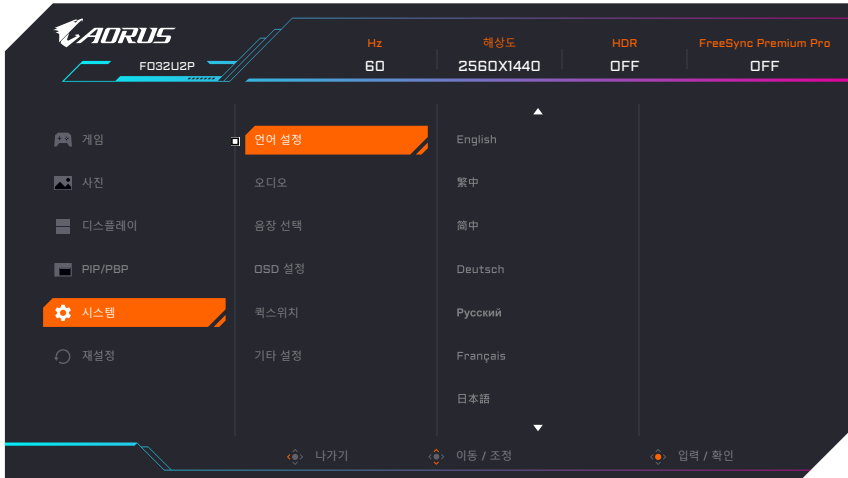 AORUS
FO32U2P
Hz
60
해상도
2560X1440
HDR
OFF
FreeSync Premium Pro
OFF
게임
사진
디스플레이
PIP/PBP
시스템
재설정
언어 설정
오디오
음장 선택
OSD 설정
퀵스위치
기타 설정
English
繁中
简中
Deutsch
Русский
Français
日本語
나가기
이동 / 조정
입력 / 확인